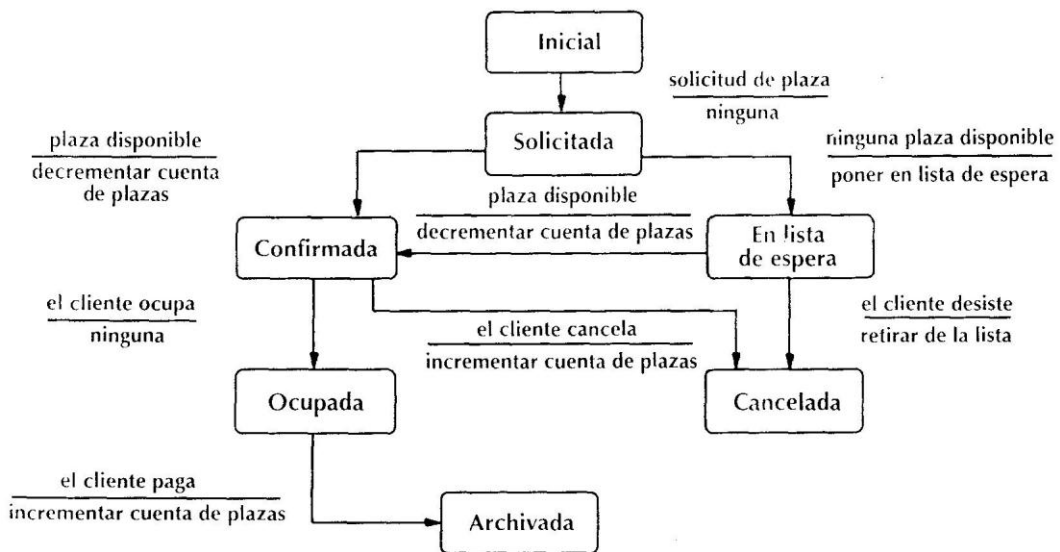 Inicial
solicitud de plaza
ninguna
Solicitada
plaza disponible
decrementar cuenta
de plazas
ninguna plaza disponible
poner en lista de espera
plaza disponible
decrementar cuenta de plazas
Confirmada
En lista
de espera
el cliente ocupa
ninguna
el cliente cancela
incrementar cuenta de plazas
el cliente desiste
retirar de la lista
Ocupada
Cancelada
el cliente paga
incrementar cuenta de plazas
Archivada